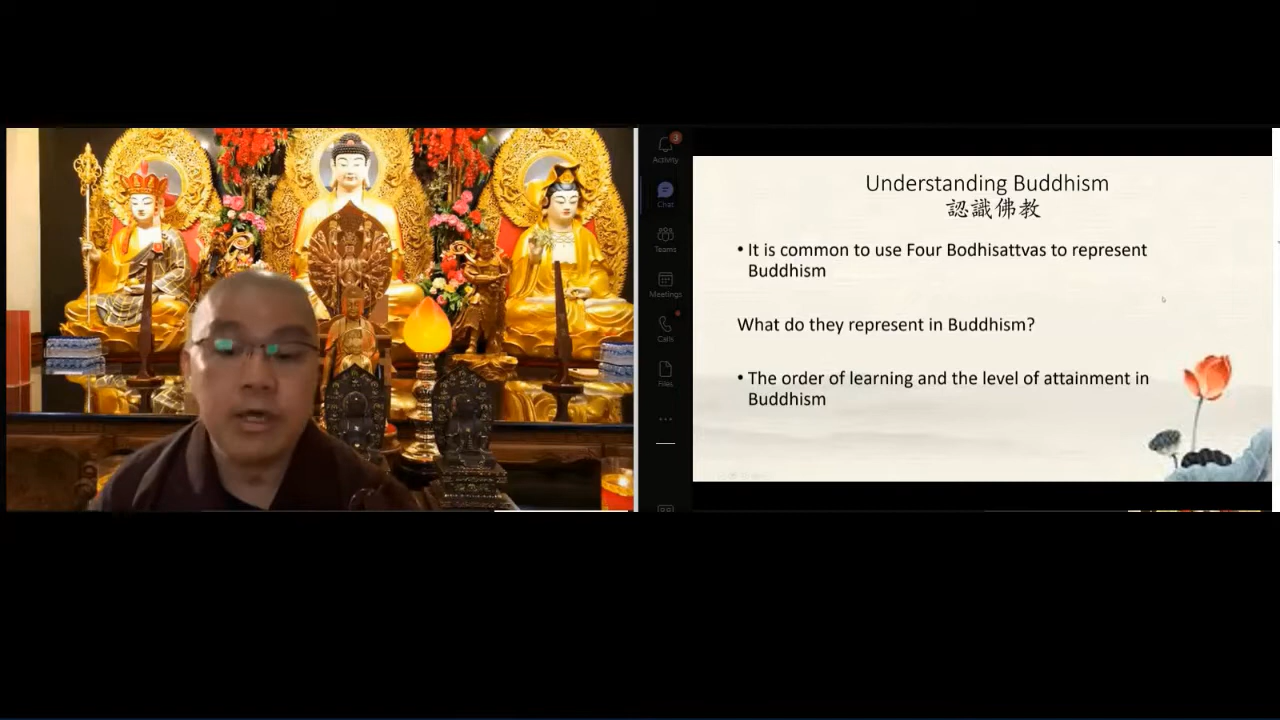 Activity
3
Chat
Teams
Meetings
Calls
Files
Understanding Buddhism
認識佛教
• It is common to use Four Bodhisattvas to represent
Buddhism
What do they represent in Buddhism?
• The order of learning and the level of attainment in
Buddhism